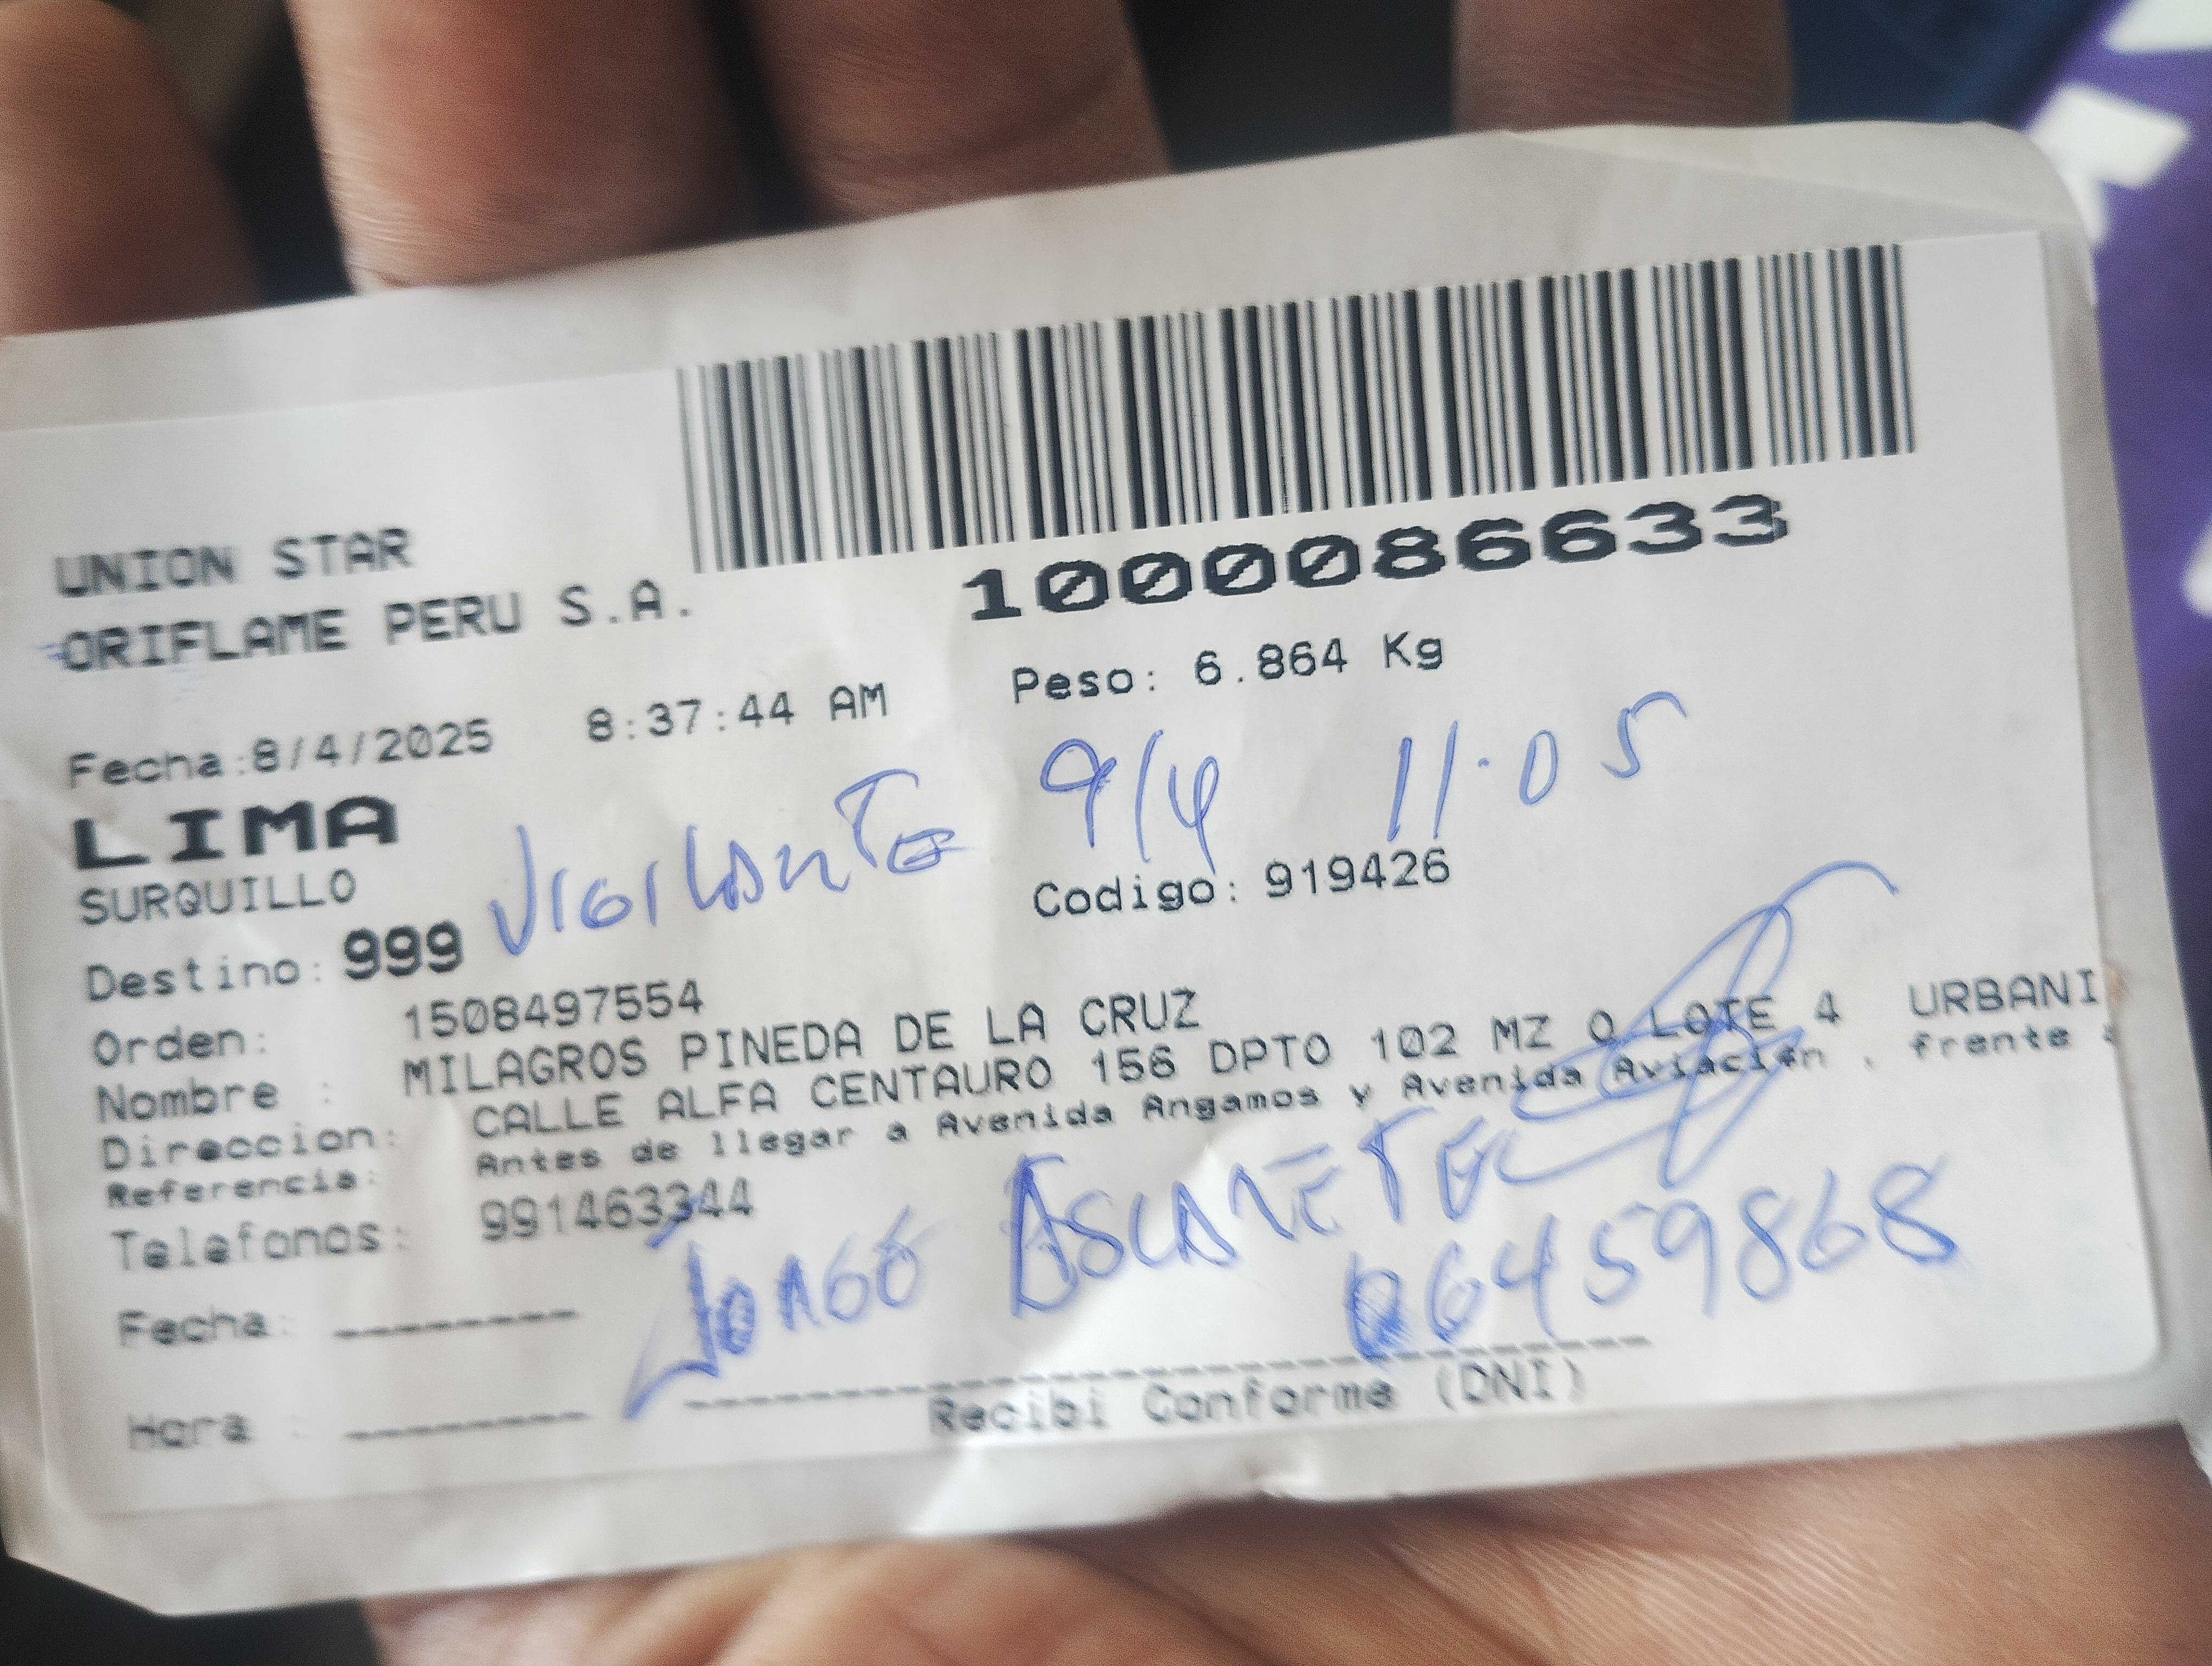 UNION STAR
ORIFLAME PERU S.A.
1000086633
Fecha:8/4/2025 8:37:44 AM Peso: 6.864 Kg
LIMA
SURQUILLO VIGILANTE 9/4 11:05
Destino: 999 Codigo: 919426
Orden: 1508497554
Nombre : MILAGROS PINEDA DE LA CRUZ
Direccion: CALLE ALFA CENTAURO 156 DPTO 102 MZ O LOTE 4 URBANI
Referencia: Antes de llegar a Avenida Angamos y Avenida Aviación , frente
Telefonos: 991463344
06459868
Fecha:
Hora :
Recibi Conforme (DNI)